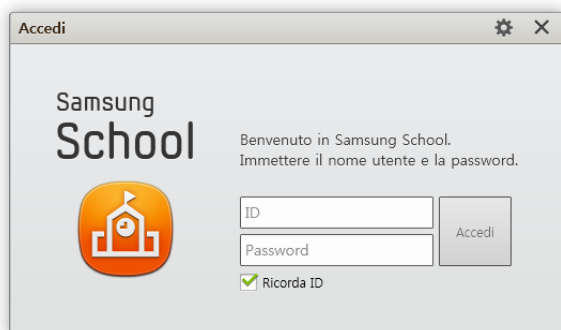 Accedi
Samsung
School
Benvenuto in Samsung School.
Immettere il nome utente e la password.
ID
Password
Accedi
Ricorda ID